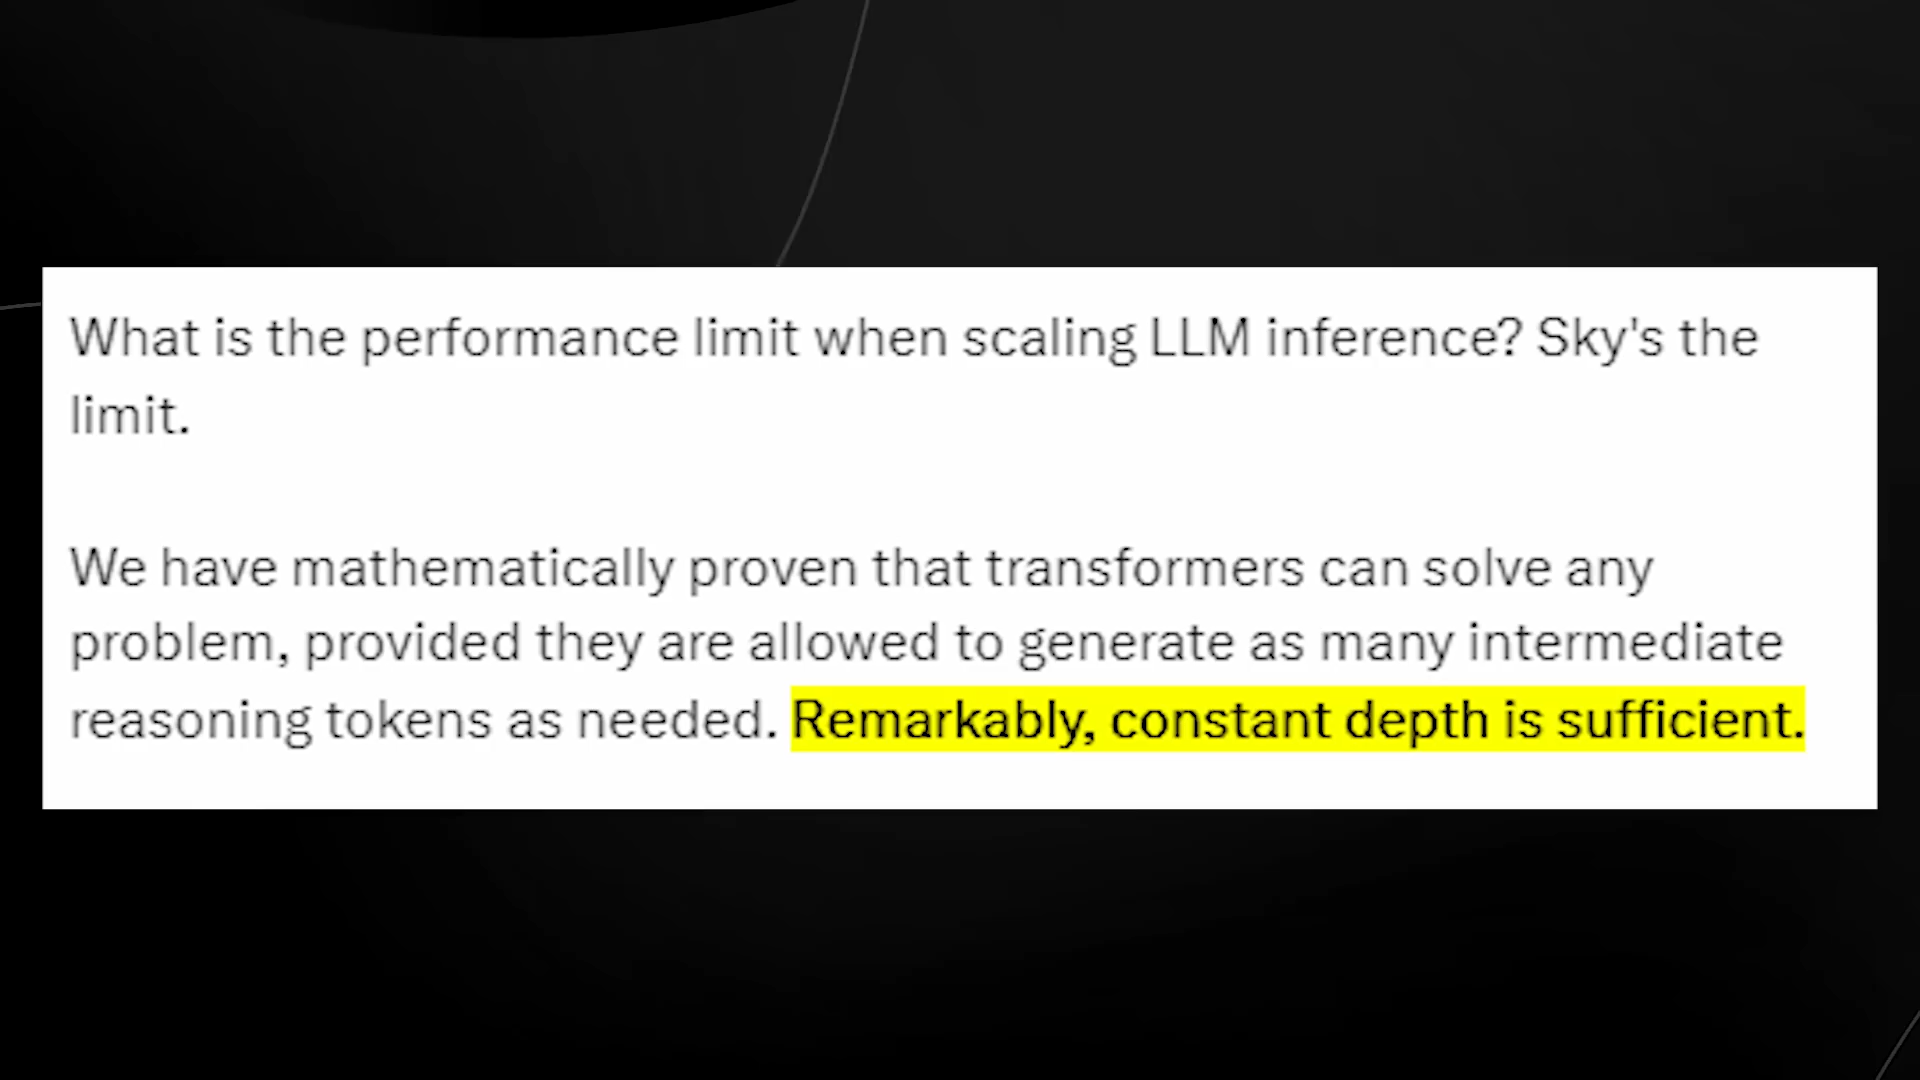 What is the performance limit when scaling LLM inference? Sky's the
limit.
We have mathematically proven that transformers can solve any
problem, provided they are allowed to generate as many intermediate
reasoning tokens as needed. Remarkably, constant depth is sufficient.